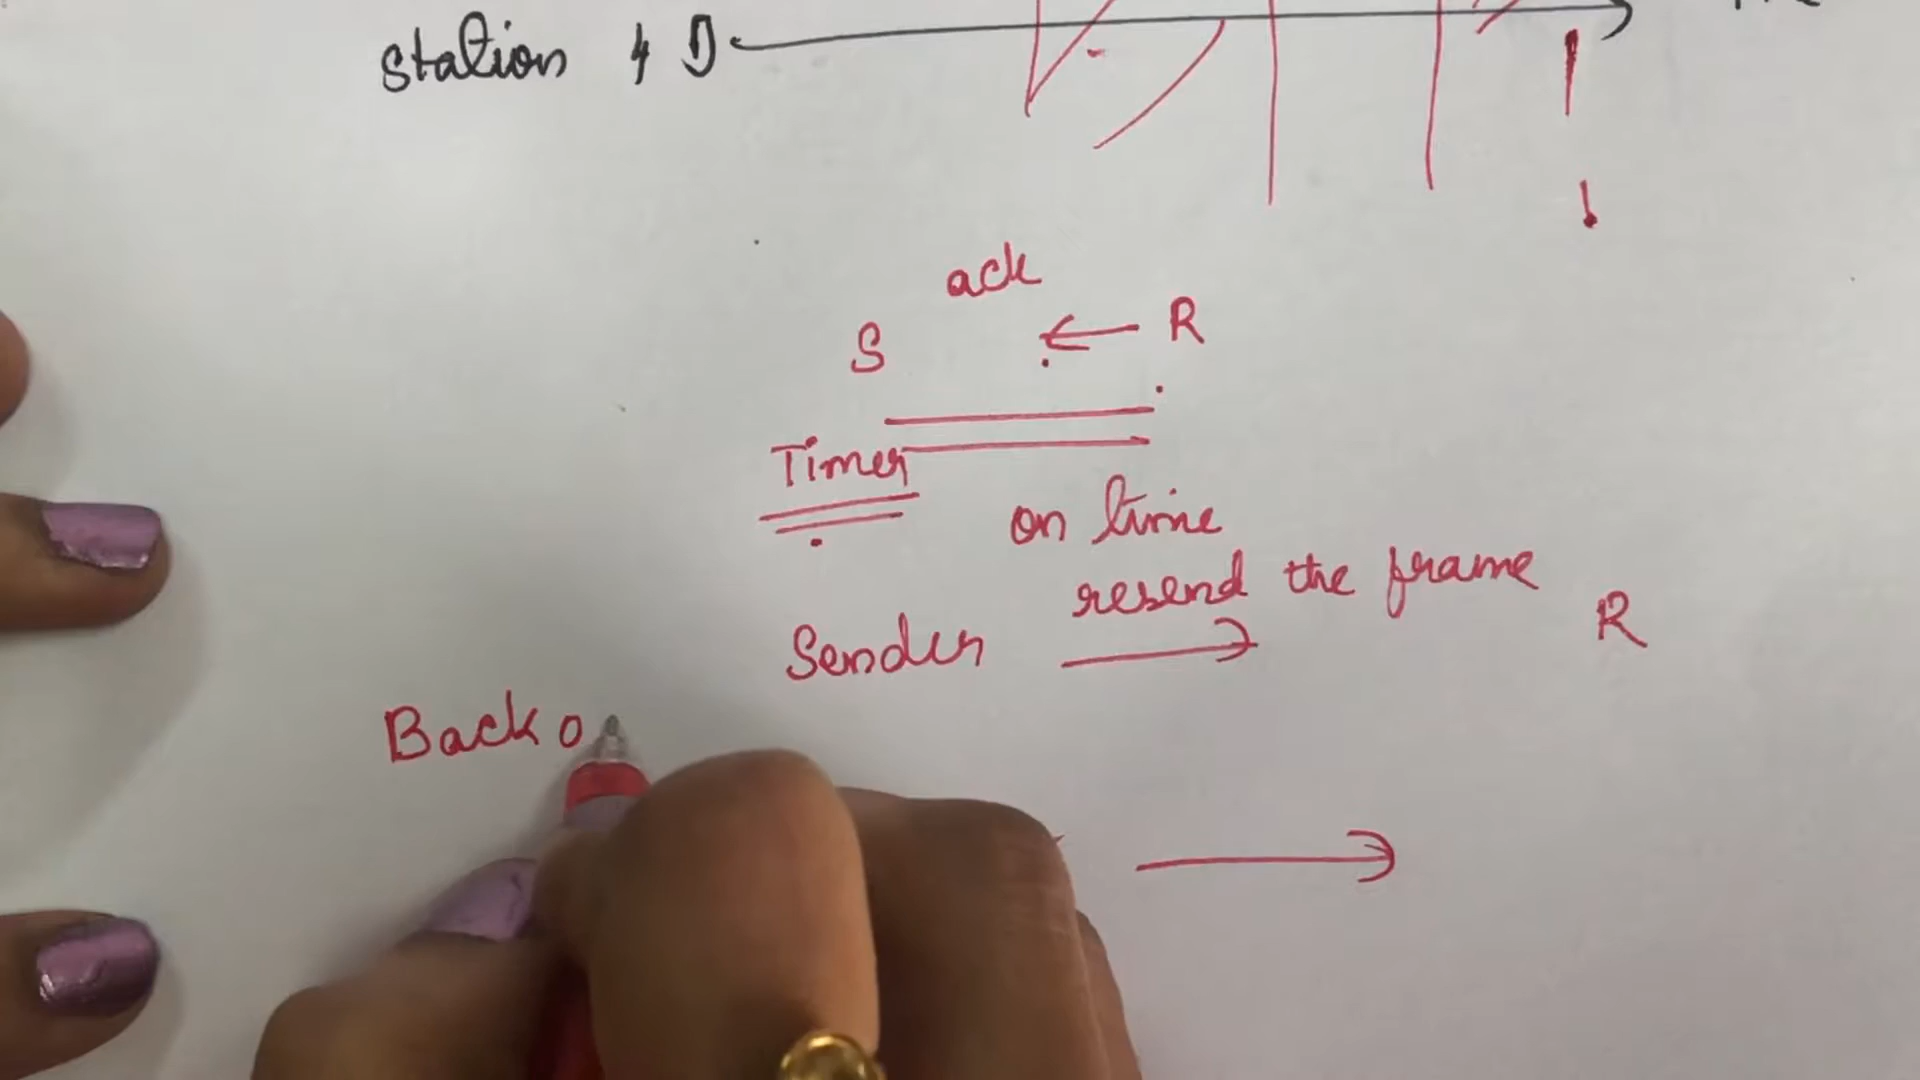 Station 4 D
ack
S R
Timer
on time
resend the frame
Sender R
Back o